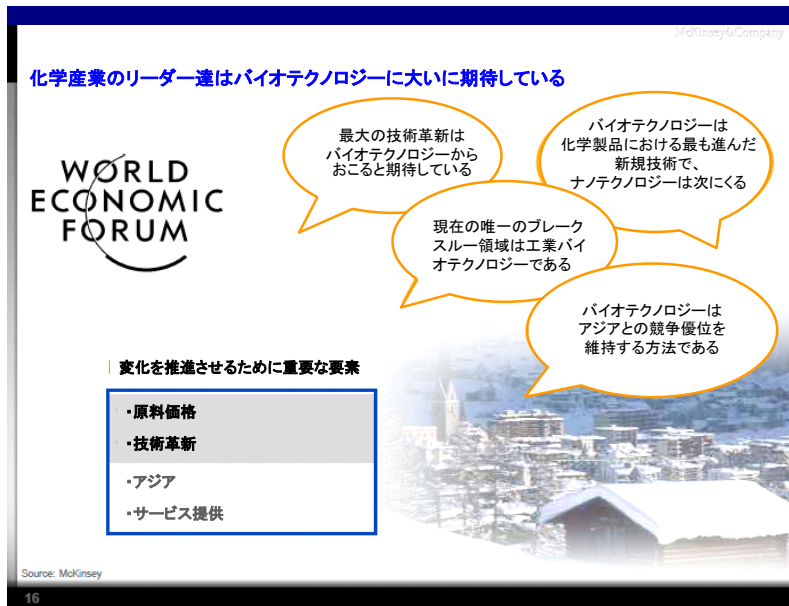 McKinsey&Company
化学産業のリーダー達はバイオテクノロジーに大いに期待している
WORLD
ECONOMIC
FORUM
最大の技術革新は
バイオテクノロジーから
おこると期待している
バイオテクノロジーは
化学製品における最も進んだ
新規技術で、
ナノテクノロジーは次にくる
現在の唯一のブレーク
スルー領域は工業バイ
オテクノロジーである
バイオテクノロジーは
アジアとの競争優位を
維持する方法である
変化を推進させるために重要な要素
・原料価格
・技術革新
・アジア
・サービス提供
Source: McKinsey
16